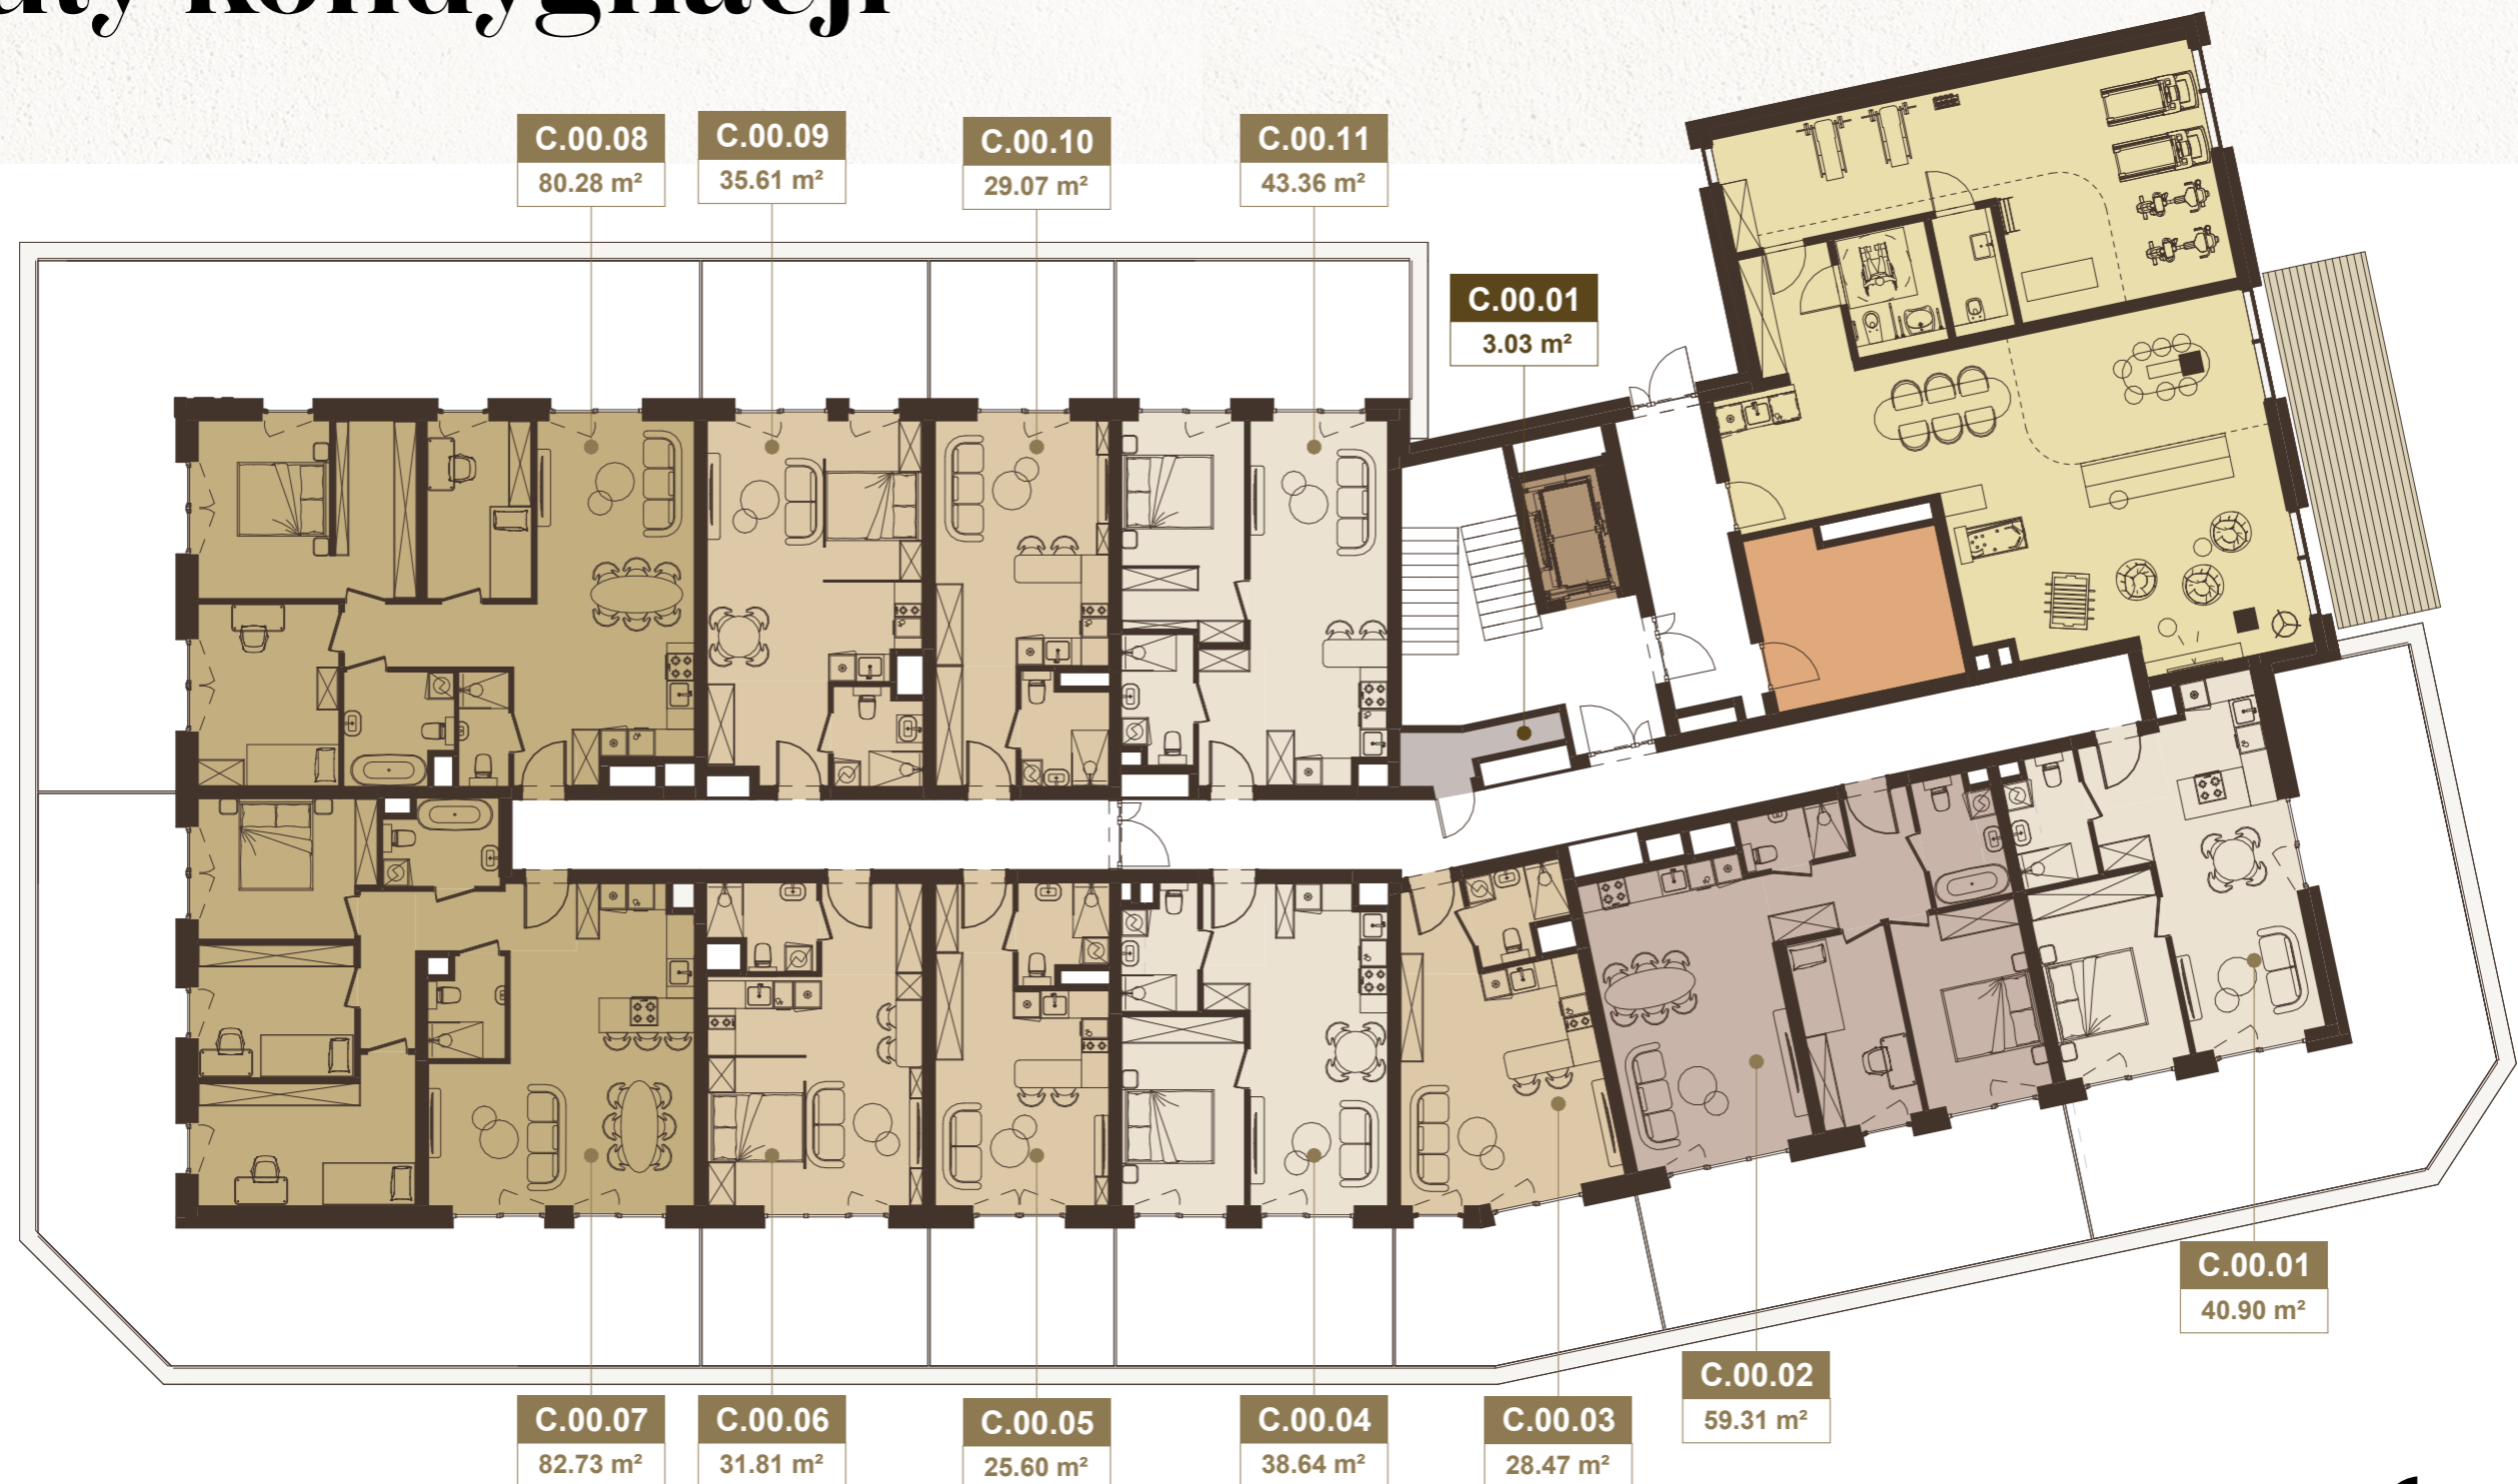 kondygnacji
C.00.08
80.28 m²
C.00.09
35.61 m²
C.00.10
29.07 m²
C.00.11
43.36 m²
C.00.01
3.03 m²
C.00.01
40.90 m²
C.00.02
59.31 m²
C.00.07
82.73 m²
C.00.06
31.81 m²
C.00.05
25.60 m²
C.00.04
38.64 m²
C.00.03
28.47 m²